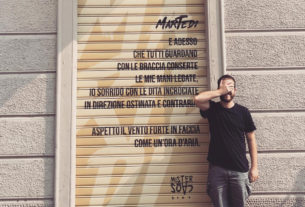 MARTEDÌ
E ADESSO
CHE TUTTI GUARDANO
CON LE BRACCIA CONSERTE
LE MIE MANI LEGATE,
IO SORRIDO CON LE DITA INCROCIATE
IN DIREZIONE OSTINATA E CONTRARIA.
ASPETTO IL VENTO FORTE IN FACCIA
COME UN'ORA D'ARIA.
MISTER
CAOS